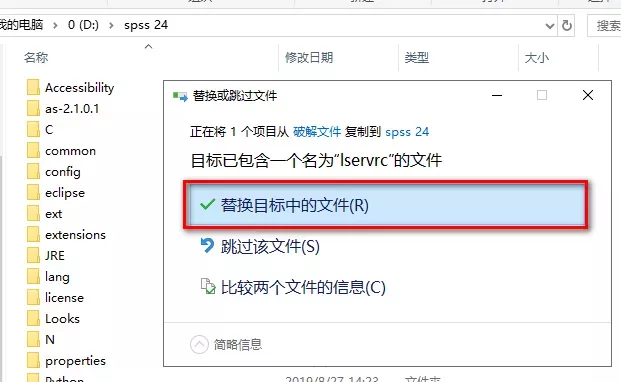 我的电脑 > 0 (D:) > spss 24
搜索
名称 修改日期 类型 大小
Accessibility
as-2.1.0.1
C
common
config
eclipse
ext
extensions
JRE
lang
license
Looks
N
properties
Python
替换或跳过文件
正在将 1 个项目从 破解文件 复制到 spss 24
目标已包含一个名为"lservrc"的文件
替换目标中的文件(R)
跳过该文件(S)
比较两个文件的信息(C)
简略信息
2019/8/27 14:23 文件夹